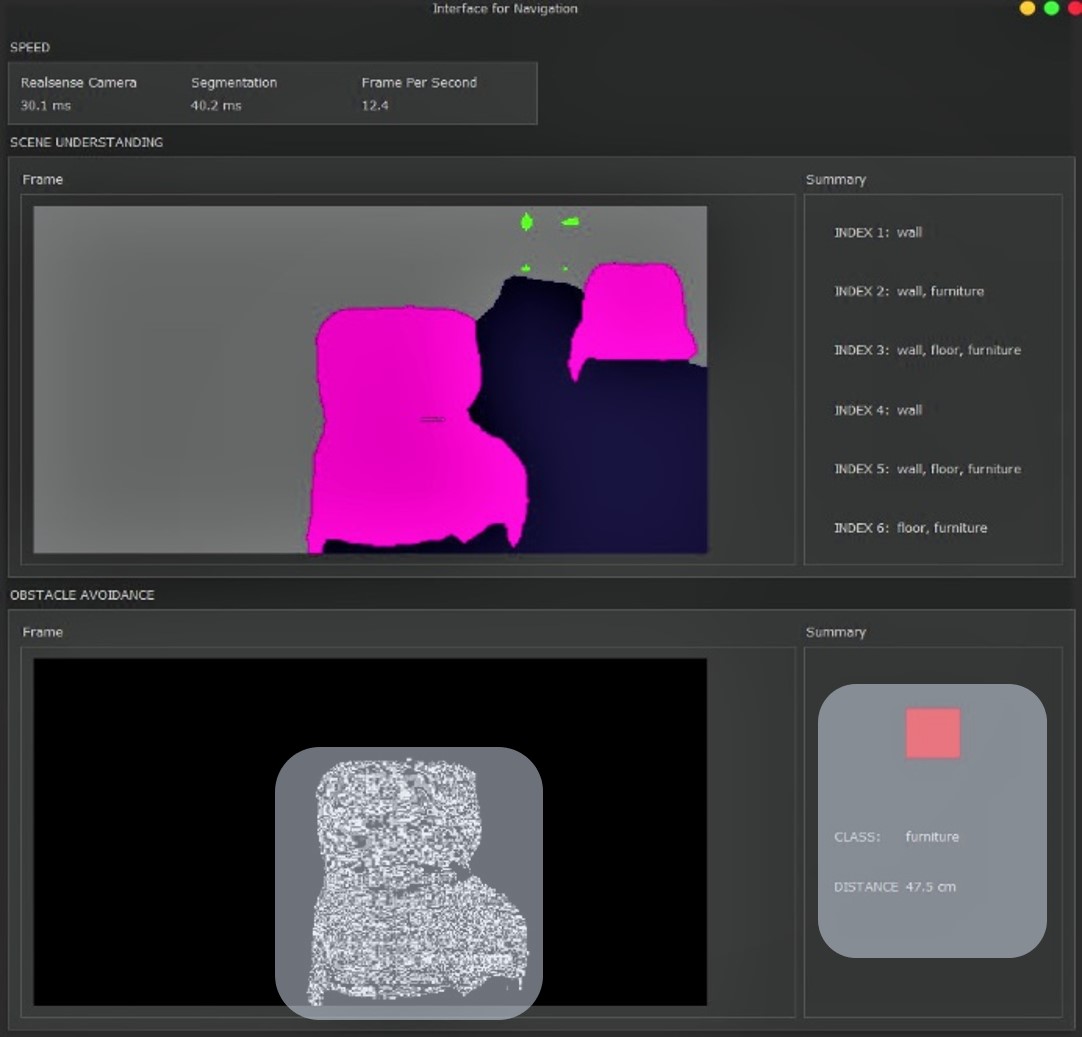 Interface for Navigation
SPEED
Realsense Camera Segmentation Frame Per Second
30.1 ms 40.2 ms 12.4
SCENE UNDERSTANDING
Frame
Summary
INDEX 1: wall
INDEX 2: wall, furniture
INDEX 3: wall, floor, furniture
INDEX 4: wall
INDEX 5: wall, floor, furniture
INDEX 6: floor, furniture
OBSTACLE AVOIDANCE
Frame
Summary
CLASS: furniture
DISTANCE 47.5 cm